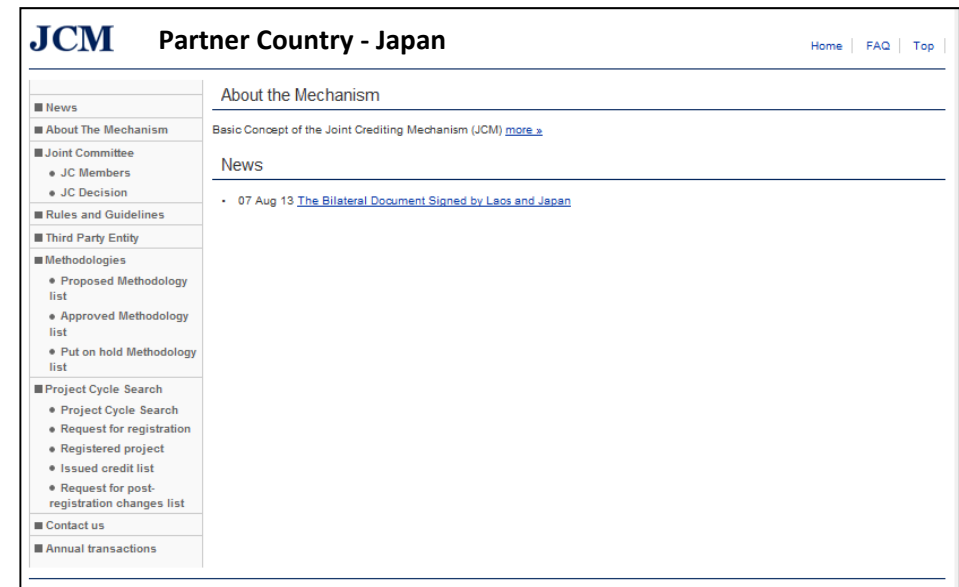 JCM Partner Country - Japan
Home | FAQ | Top |
■ News
■ About The Mechanism
■ Joint Committee
● JC Members
● JC Decision
■ Rules and Guidelines
■ Third Party Entity
■ Methodologies
● Proposed Methodology
list
● Approved Methodology
list
● Put on hold Methodology
list
■ Project Cycle Search
● Project Cycle Search
● Request for registration
● Registered project
● Issued credit list
● Request for post-
registration changes list
■ Contact us
■ Annual transactions
About the Mechanism
Basic Concept of the Joint Crediting Mechanism (JCM) more »
News
• 07 Aug 13 The Bilateral Document Signed by Laos and Japan